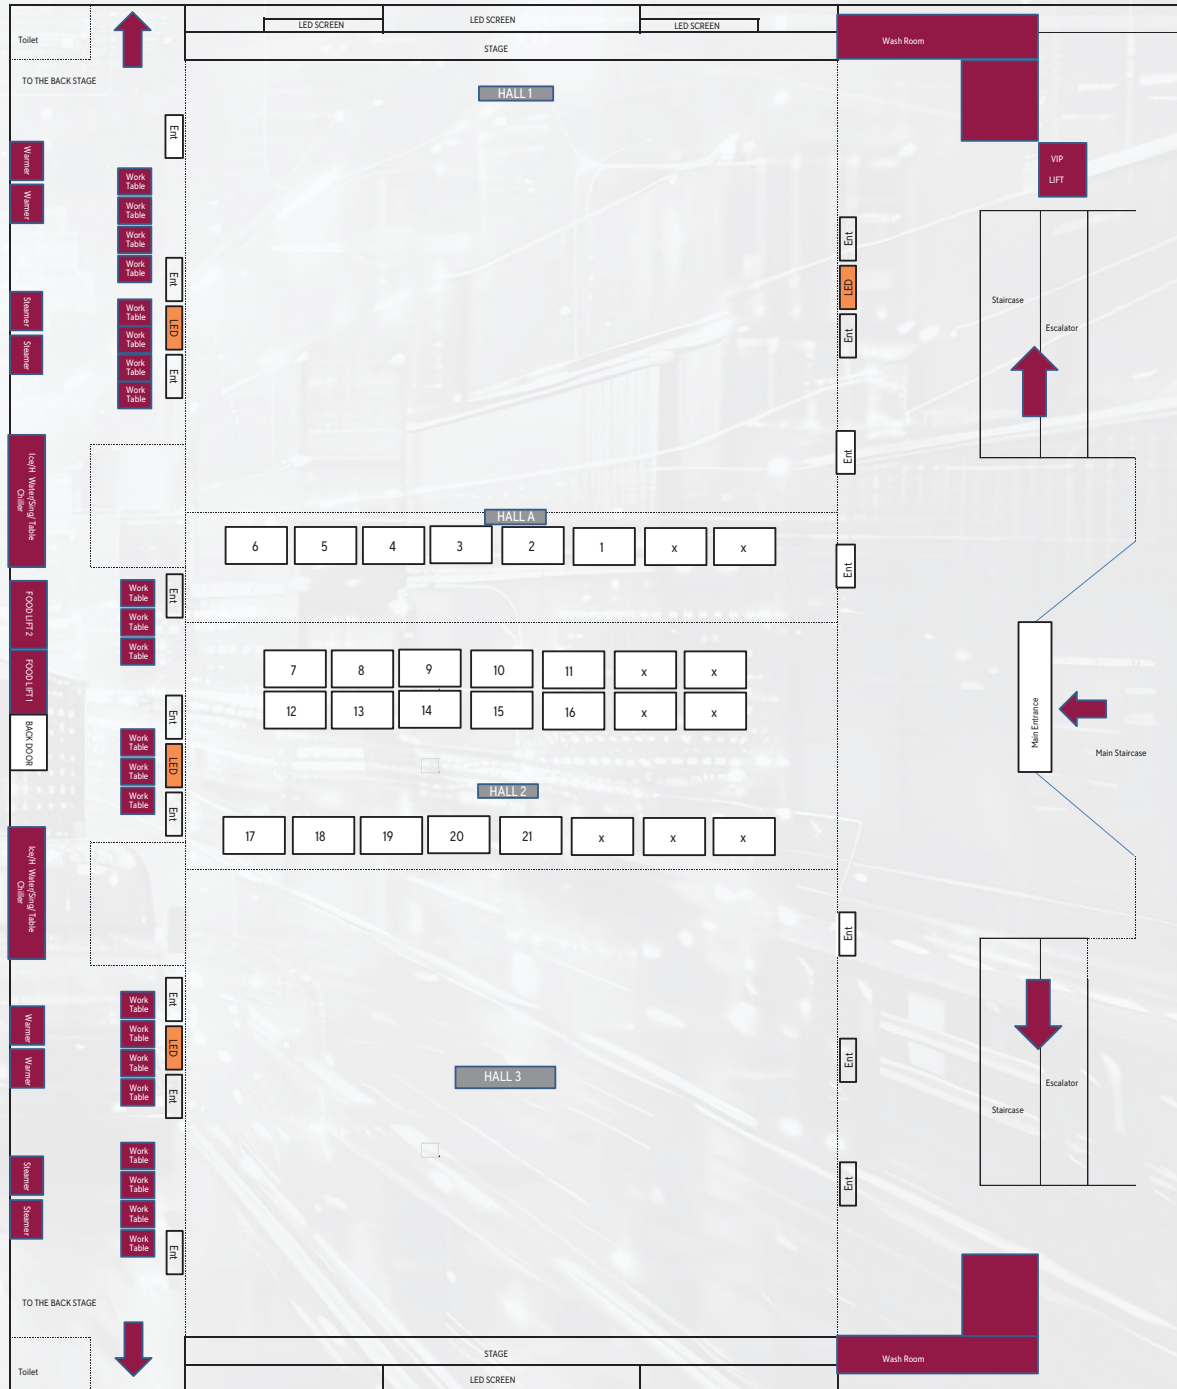 LED SCREEN
LED SCREEN
LED SCREEN
STAGE
Toilet
TO THE BACK STAGE
Wash Room
HALL 1
Ent
Warmer
Warmer
Work
Table
Work
Table
Work
Table
Work
Table
VIP
LIFT
Ent
LED
Ent
Ent
LED
Ent
Steamer
Steamer
Work
Table
Work
Table
Work
Table
Work
Table
Staircase
Escalator
Ent
Ice/H Water/Sing/ Table
Chiller
HALL A
6 5 4 3 2 1 x x
Ent
Ent
FOOD LIFT 2
FOOD LIFT 1
BACK DOOR
Work
Table
Work
Table
Work
Table
7 8 9 10 11 x x
12 13 14 15 16 x x
Main Entrance
Main Staircase
Ent
LED
Ent
Work
Table
Work
Table
Work
Table
HALL 2
17 18 19 20 21 x x x
Ice/H Water/Sing/ Table
Chiller
Ent
Ent
LED
Ent
Warmer
Warmer
Work
Table
Work
Table
Work
Table
Work
Table
HALL 3
Ent
Escalator
Staircase
Steamer
Steamer
Work
Table
Work
Table
Work
Table
Work
Table
Ent
Ent
TO THE BACK STAGE
Toilet
STAGE
LED SCREEN
Wash Room